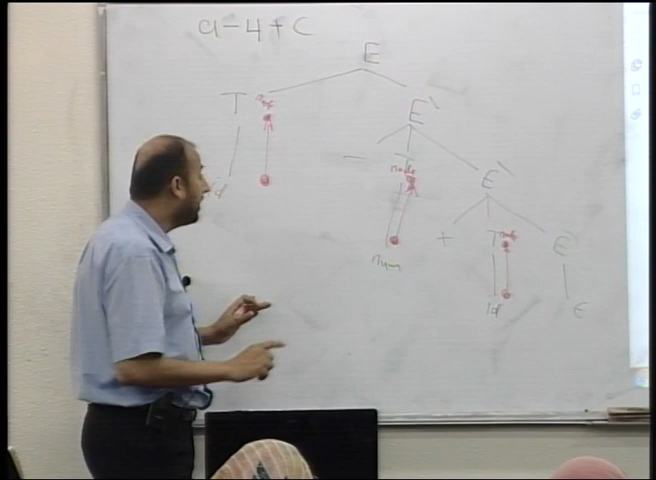 a - 4 + C
E
T node E`
id - T node E`
num + T node E`
id ε